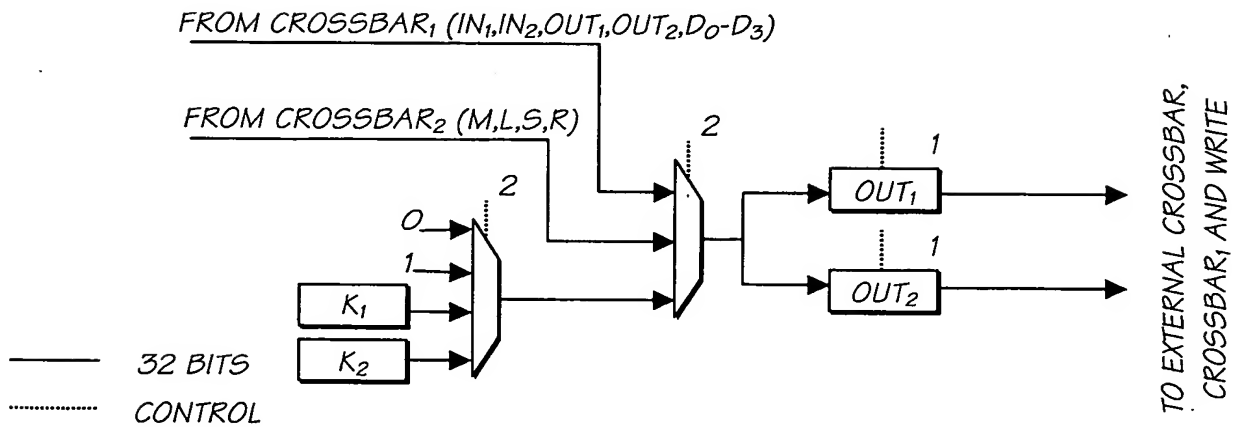 FROM CROSSBAR₁ (IN₁,IN₂,OUT₁,OUT₂,D₀-D₃)
FROM CROSSBAR₂ (M,L,S,R)
2
1
OUT₁
2
0
1
1
OUT₂
K₁
K₂
32 BITS
CONTROL
TO EXTERNAL CROSSBAR,
CROSSBAR₁ AND WRITE